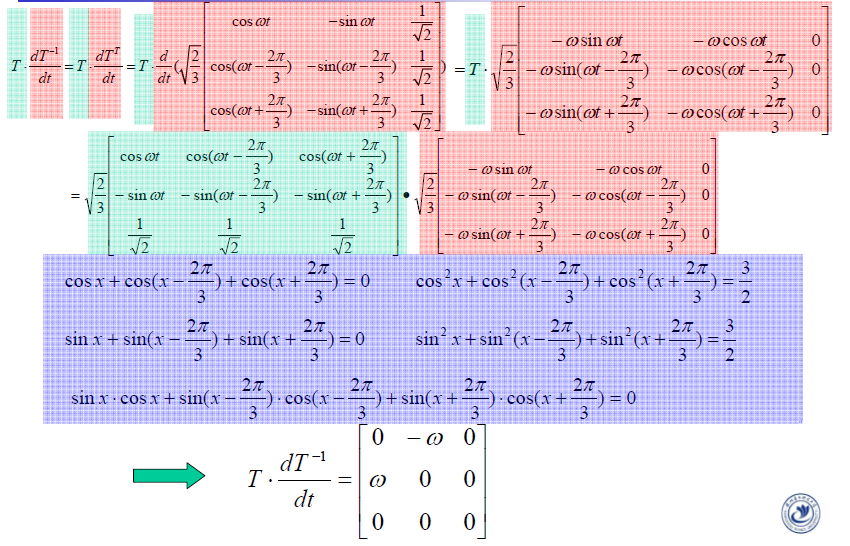 T · dT⁻¹/dt = T · dTᵀ/dt = T · d/dt (√(2/3) [cos ωt  −sin ωt  1/√2; cos(ωt − 2π/3)  −sin(ωt − 2π/3)  1/√2; cos(ωt + 2π/3)  −sin(ωt + 2π/3)  1/√2]) = T · √(2/3) [−ω sin ωt  −ω cos ωt  0; −ω sin(ωt − 2π/3)  −ω cos(ωt − 2π/3)  0; −ω sin(ωt + 2π/3)  −ω cos(ωt + 2π/3)  0]
= √(2/3) [cos ωt  cos(ωt − 2π/3)  cos(ωt + 2π/3); −sin ωt  −sin(ωt − 2π/3)  −sin(ωt + 2π/3); 1/√2  1/√2  1/√2] • √(2/3) [−ω sin ωt  −ω cos ωt  0; −ω sin(ωt − 2π/3)  −ω cos(ωt − 2π/3)  0; −ω sin(ωt + 2π/3)  −ω cos(ωt + 2π/3)  0]
cos x + cos(x − 2π/3) + cos(x + 2π/3) = 0  cos² x + cos² (x − 2π/3) + cos² (x + 2π/3) = 3/2
sin x + sin(x − 2π/3) + sin(x + 2π/3) = 0  sin² x + sin² (x − 2π/3) + sin² (x + 2π/3) = 3/2
sin x · cos x + sin(x − 2π/3) · cos(x − 2π/3) + sin(x + 2π/3) · cos(x + 2π/3) = 0
T · dT⁻¹/dt = [0  −ω  0; ω  0  0; 0  0  0]